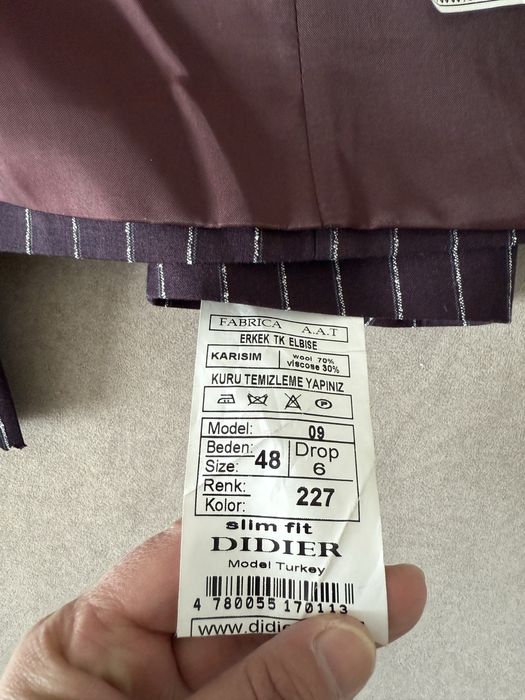 FABRICA A.A.T
ERKEK TK ELBISE
KARISIM wool 70%
viscose 30%
KURU TEMIZLEME YAPINIZ
Model: 09
Beden: 48 Drop
Size: 6
Renk: 227
Kolor:
slim fit
DIDIER
Model Turkey
4 780055 170113